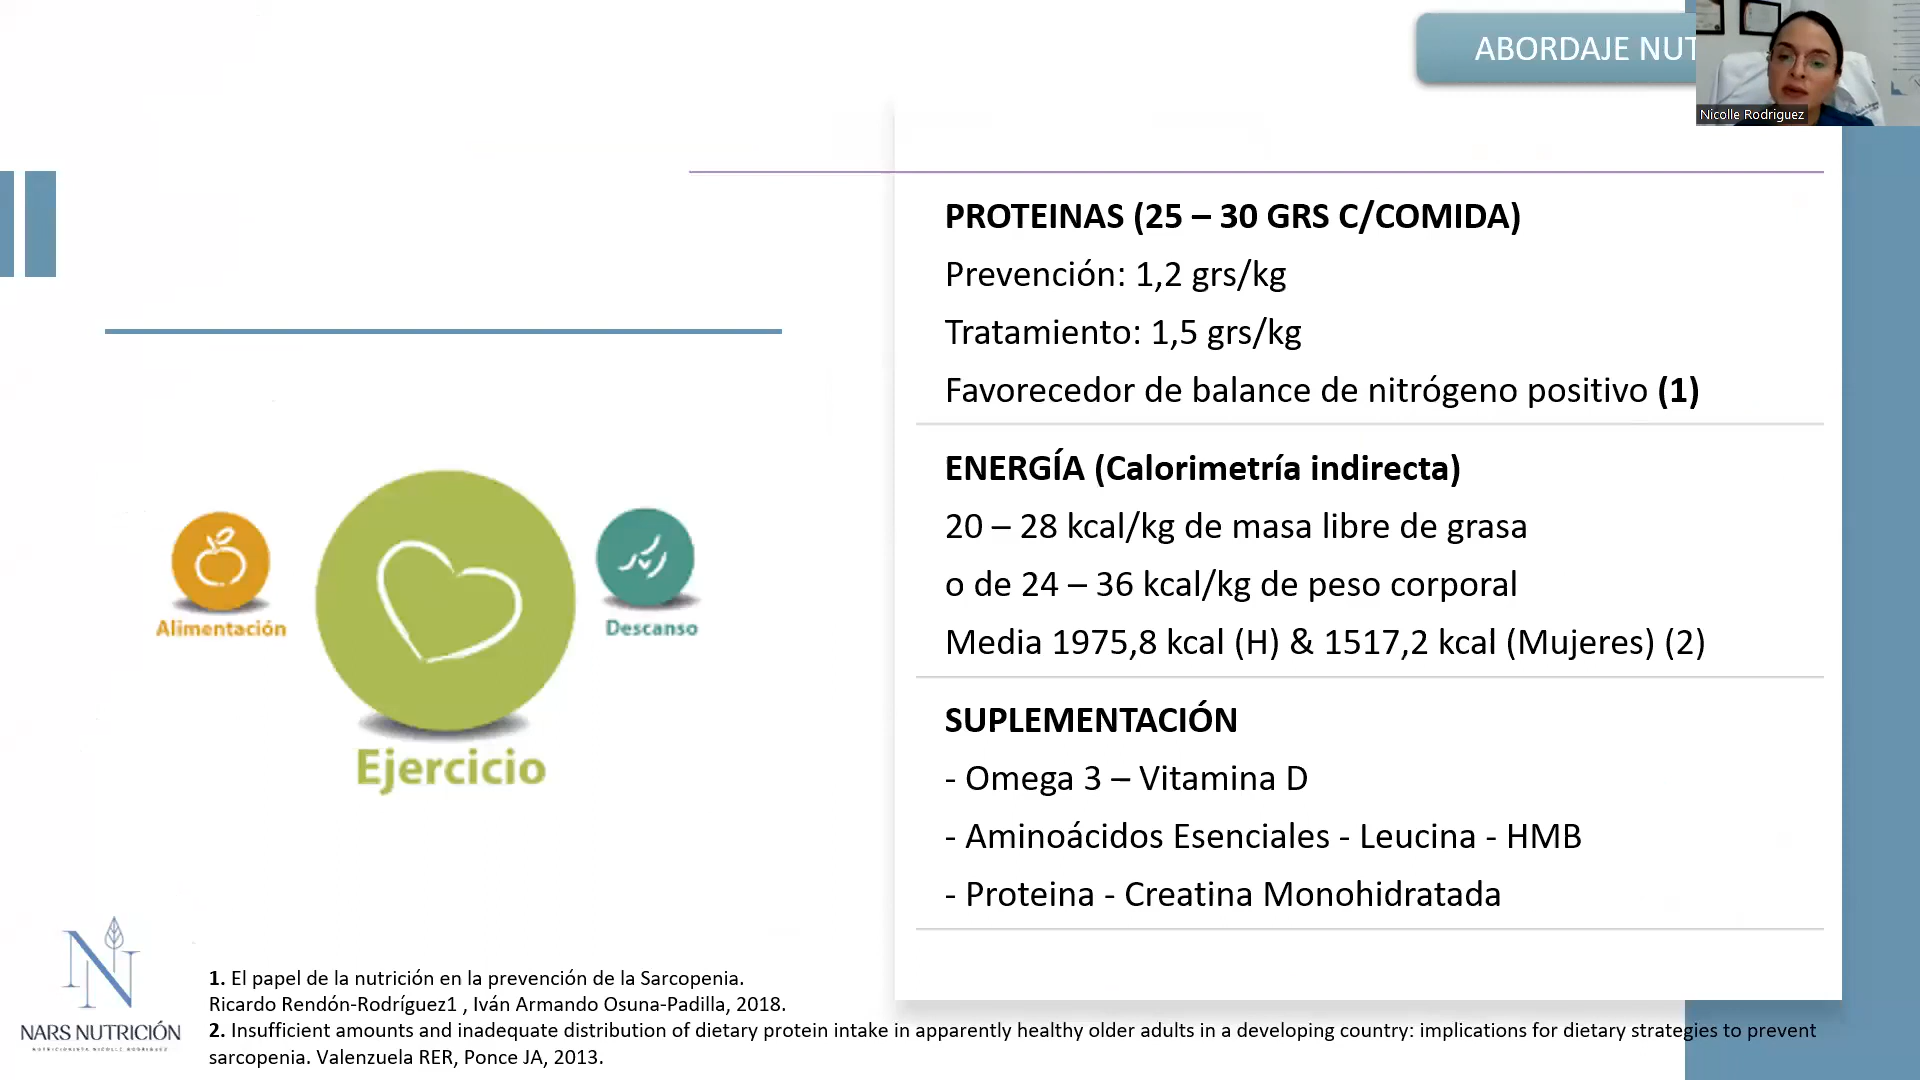 ABORDAJE NUT
Nicolle Rodriguez
PROTEINAS (25 – 30 GRS C/COMIDA)
Prevención: 1,2 grs/kg
Tratamiento: 1,5 grs/kg
Favorecedor de balance de nitrógeno positivo (1)
ENERGÍA (Calorimetría indirecta)
20 – 28 kcal/kg de masa libre de grasa
o de 24 – 36 kcal/kg de peso corporal
Media 1975,8 kcal (H) & 1517,2 kcal (Mujeres) (2)
SUPLEMENTACIÓN
- Omega 3 – Vitamina D
- Aminoácidos Esenciales - Leucina - HMB
- Proteina - Creatina Monohidratada
Alimentación
Ejercicio
Descanso
NARS NUTRICIÓN
NUTRICIONISTA NICOLLE RODRIGUEZ
1. El papel de la nutrición en la prevención de la Sarcopenia.
Ricardo Rendón-Rodríguez1 , Iván Armando Osuna-Padilla, 2018.
2. Insufficient amounts and inadequate distribution of dietary protein intake in apparently healthy older adults in a developing country: implications for dietary strategies to prevent
sarcopenia. Valenzuela RER, Ponce JA, 2013.